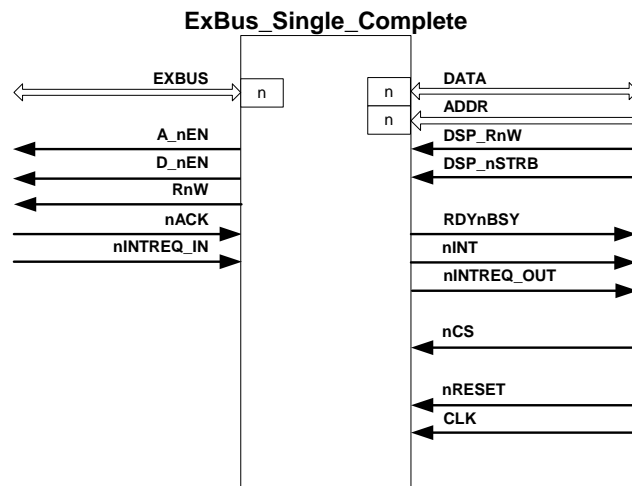 ExBus_Single_Complete
EXBUS
n
n
DATA
n
ADDR
A_nEN
DSP_RnW
D_nEN
DSP_nSTRB
RnW
nACK
RDYnBSY
nINTREQ_IN
nINT
nINTREQ_OUT
nCS
nRESET
CLK